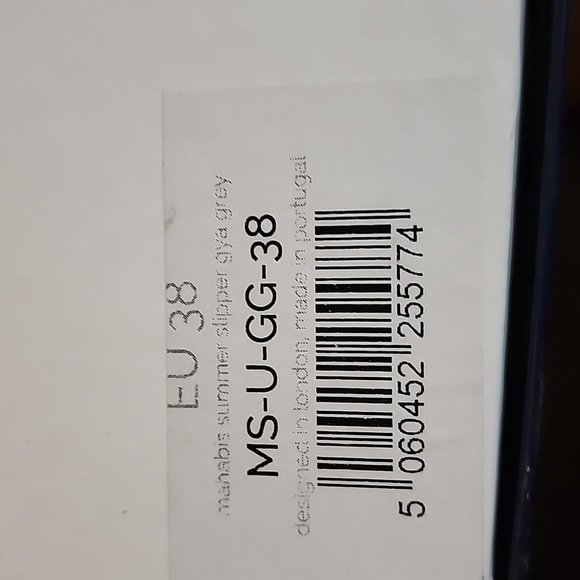 EU 38
mahabis summer slipper gya grey
MS-U-GG-38
designed in london, made in portugal
5 060452 255774